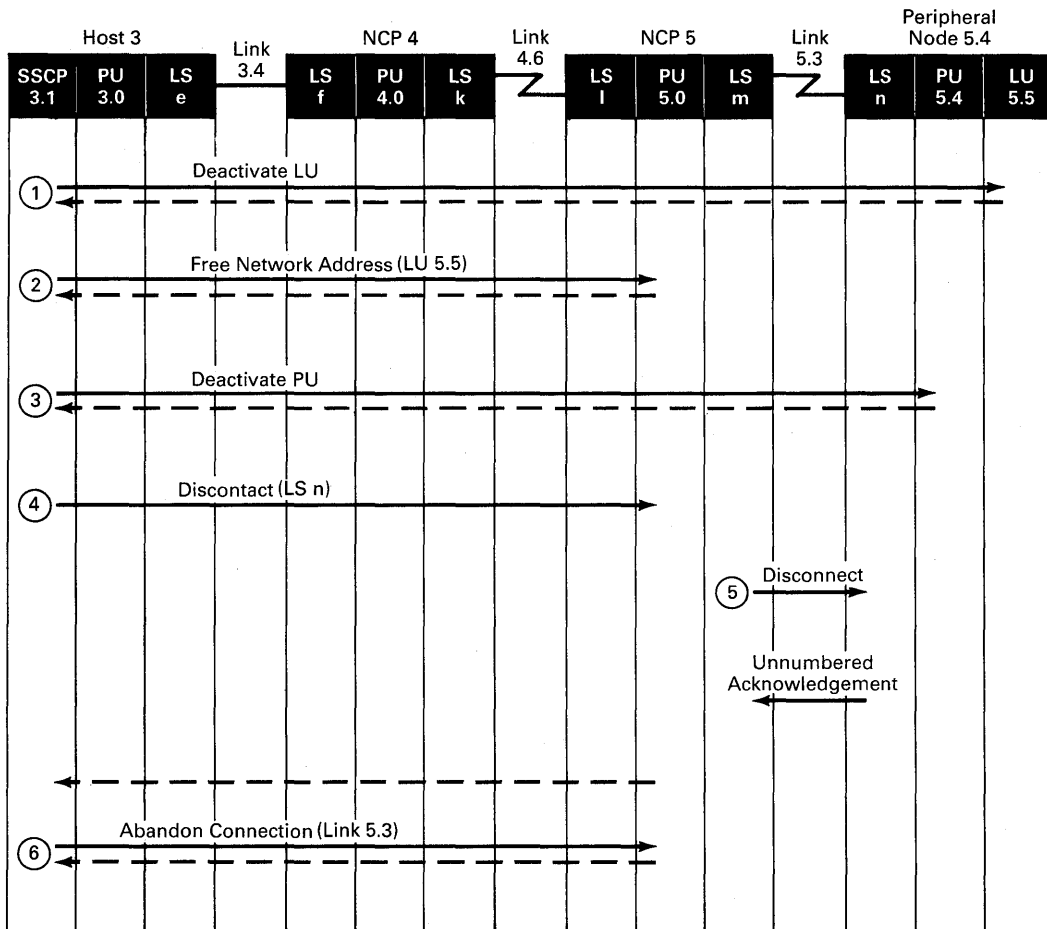 Host 3
Link
3.4
NCP 4
Link
4.6
NCP 5
Link
5.3
Peripheral
Node 5.4
SSCP
3.1
PU
3.0
LS
e
LS
f
PU
4.0
LS
k
LS
l
PU
5.0
LS
m
LS
n
PU
5.4
LU
5.5
1
Deactivate LU
2
Free Network Address (LU 5.5)
3
Deactivate PU
4
Discontact (LS n)
5
Disconnect
Unnumbered
Acknowledgement
6
Abandon Connection (Link 5.3)